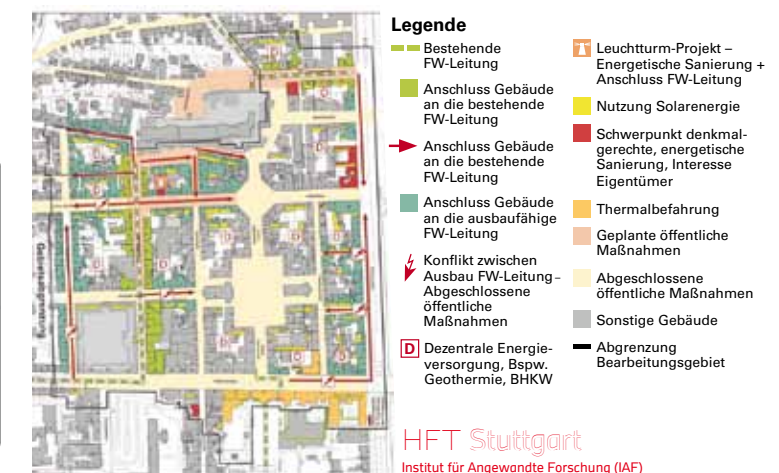 Legende
Bestehende
FW-Leitung
Anschluss Gebäude
an die bestehende
FW-Leitung
Anschluss Gebäude
an die bestehende
FW-Leitung
Anschluss Gebäude
an die ausbaufähige
FW-Leitung
Konflikt zwischen
Ausbau FW-Leitung–
Abgeschlossene
öffentliche
Maßnahmen
D Dezentrale Energie-
versorgung, Bspw.
Geothermie, BHKW
Leuchtturm-Projekt –
Energetische Sanierung +
Anschluss FW-Leitung
Nutzung Solarenergie
Schwerpunkt denkmal-
gerechte, energetische
Sanierung, Interesse
Eigentümer
Thermalbefahrung
Geplante öffentliche
Maßnahmen
Abgeschlossene
öffentliche Maßnahmen
Sonstige Gebäude
Abgrenzung
Bearbeitungsgebiet
HFT Stuttgart
Institut für Angewandte Forschung (IAF)
D
D
D
D
D
D
D
D
D
D
D
D
D
D